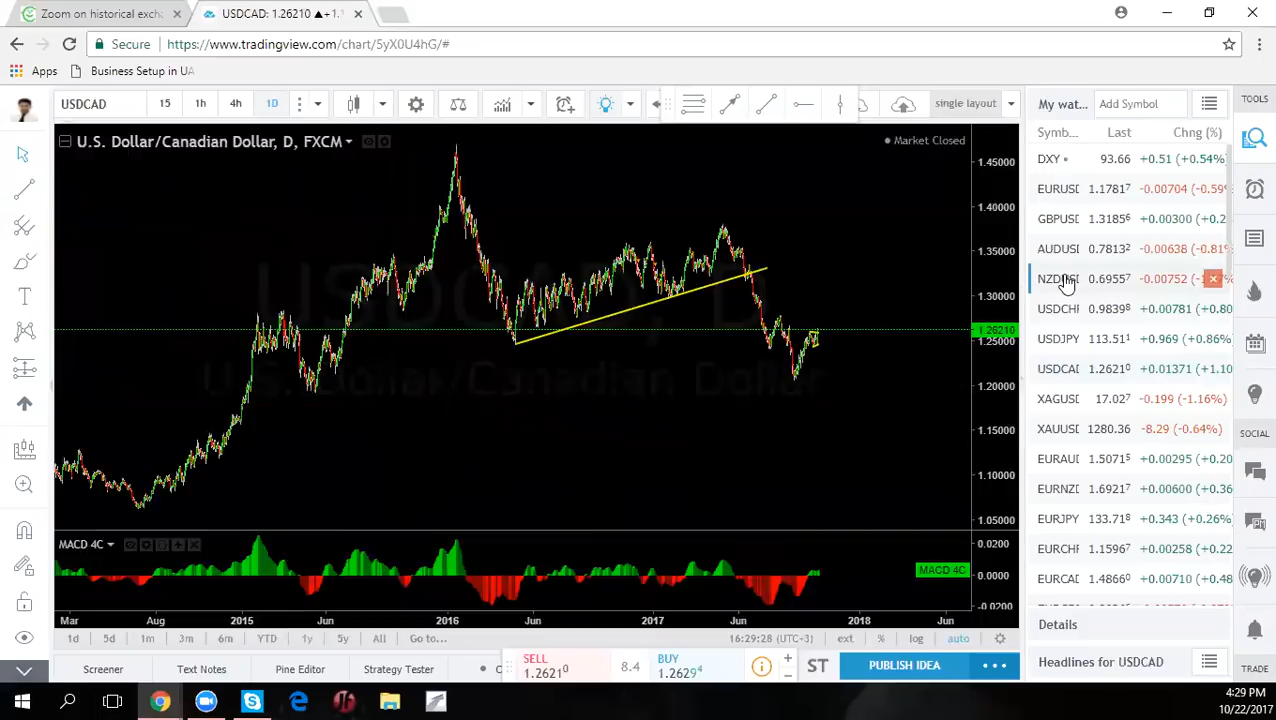 Zoom on historical exch
USDCAD: 1.26210 ▲+1.1
Secure
https://www.tradingview.com/chart/5yX0U4hG/#
Apps
Business Setup in UA
USDCAD
15
1h
4h
1D
single layout
My wat...
Add Symbol
TOOLS
U.S. Dollar/Canadian Dollar, D, FXCM
Market Closed
Symb...
Last
Chng (%)
DXY 93.66 +0.51 (+0.54%
EURUSD 1.1781⁷ -0.00704 (-0.59%
GBPUSD 1.3185⁶ +0.00300 (+0.2
AUDUSD 0.7813² -0.00638 (-0.81%
0.6955⁷ -0.00752
USDCHF 0.9839⁸ +0.00781 (+0.80
USDJPY 113.51¹ +0.969 (+0.86%
USDCAD 1.2621⁰ +0.01371 (+1.10
XAGUSD 17.02⁷ -0.199 (-1.16%)
XAUUSD 1280.36 -8.29 (-0.64%)
EURAUD 1.5071⁵ +0.00295 (+0.20
EURNZD 1.6921⁷ +0.00600 (+0.36
EURJPY 133.71⁸ +0.343 (+0.26%)
EURCHF 1.1596⁷ +0.00258 (+0.22
EURCAD 1.4866⁰ +0.00710 (+0.48
SOCIAL
USDCAD, D
U.S. Dollar/Canadian Dollar
1.45000
1.40000
1.35000
1.30000
1.26210
1.25000
1.20000
1.15000
1.10000
1.05000
MACD 4C
MACD 4C
0.0200
0.0000
-0.0200
Mar
Aug
2015
Jun
2016
Jun
2017
Jun
2018
Jun
1d
5d
1m
3m
6m
YTD
1y
5y
All
Go to...
16:29:28 (UTC+3)
ext
%
log
auto
Details
Screener
Text Notes
Pine Editor
Strategy Tester
SELL
1.2621⁰
8.4
BUY
1.2629⁴
ST
PUBLISH IDEA
Headlines for USDCAD
TRADE
4:29 PM
10/22/2017